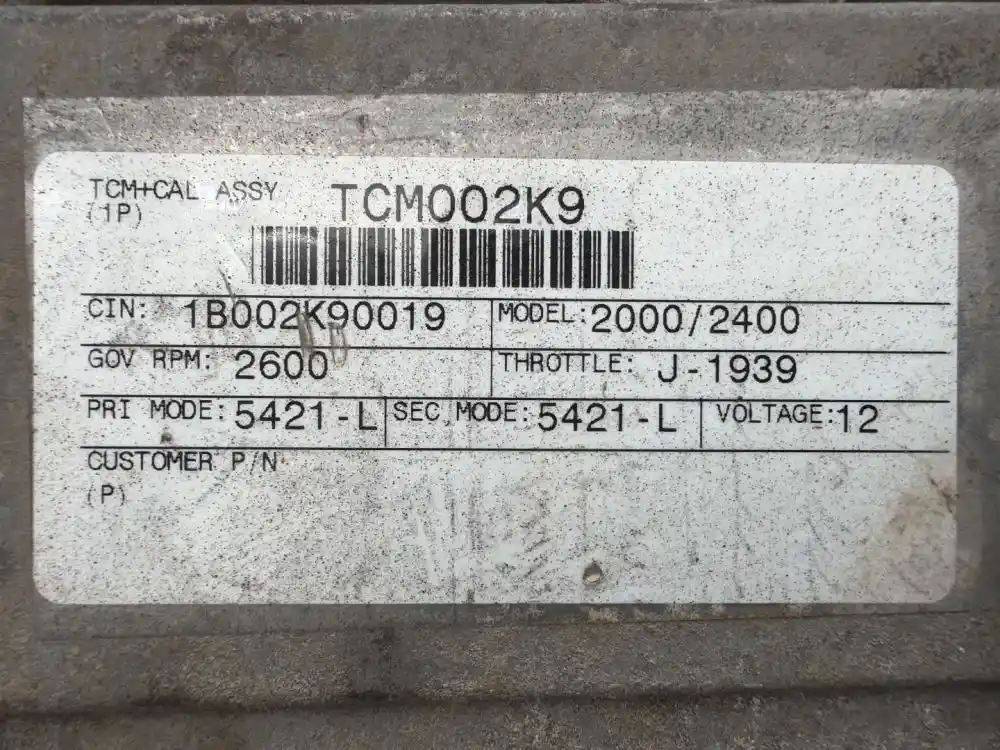 TCM+CAL ASSY TCM002K9
(1P)
CIN: 1B002K90019 MODEL: 2000/2400
GOV RPM: 2600 THROTTLE: J-1939
PRI MODE: 5421-L SEC MODE: 5421-L VOLTAGE: 12
CUSTOMER P/N
(P)